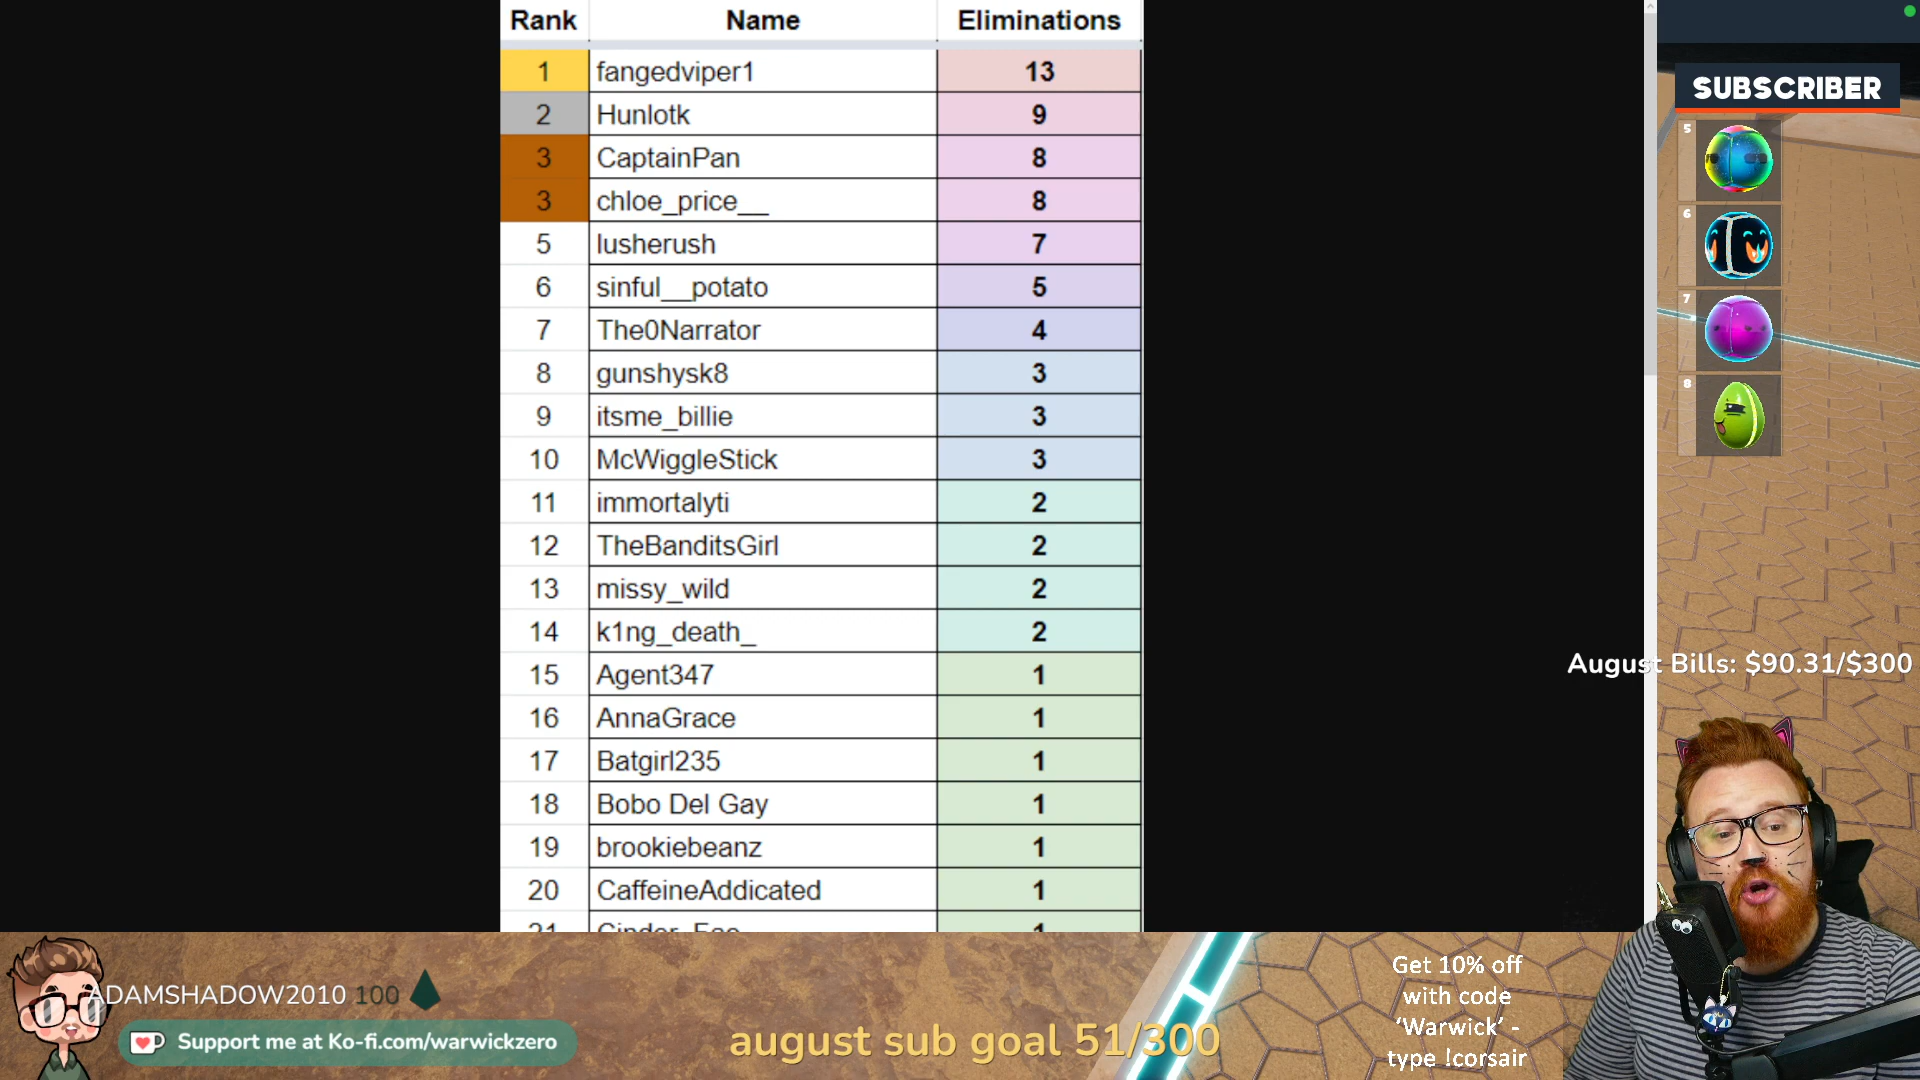 Rank Name Eliminations
1 fangedviper1 13
2 Hunlotk 9
3 CaptainPan 8
3 chloe_price__ 8
5 lusherush 7
6 sinful__potato 5
7 The0Narrator 4
8 gunshysk8 3
9 itsme_billie 3
10 McWiggleStick 3
11 immortalyti 2
12 TheBanditsGirl 2
13 missy_wild 2
14 k1ng_death_ 2
15 Agent347 1
16 AnnaGrace 1
17 Batgirl235 1
18 Bobo Del Gay 1
19 brookiebeanz 1
20 CaffeineAddicated 1
SUBSCRIBER
5
6
7
8
August Bills: $90.31/$300
ADAMSHADOW2010 100
Support me at Ko-fi.com/warwickzero
august sub goal 51/300
Get 10% off
with code
‘Warwick’ -
type !corsair